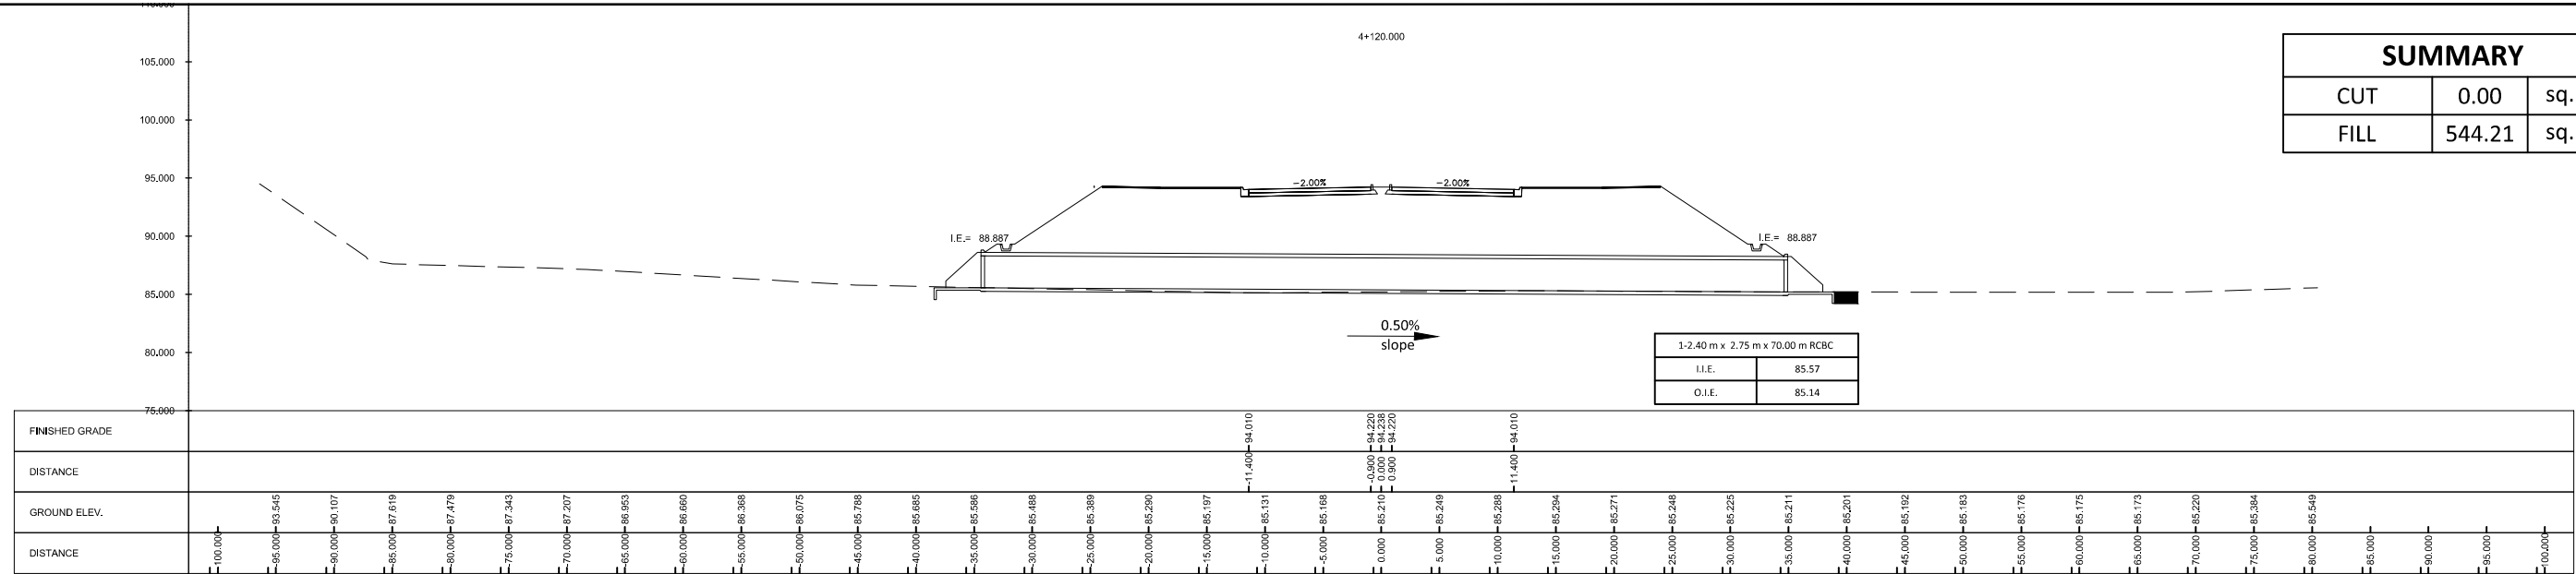 110.000
4+120.000
105.000
SUMMARY
CUT 0.00 sq.
FILL 544.21 sq.
100.000
95.000
-2.00% -2.00%
90.000
I.E.= 88.887 I.E.= 88.887
85.000
0.50%
slope
80.000
1-2.40 m x 2.75 m x 70.00 m RCBC
I.I.E. 85.57
O.I.E. 85.14
75.000
FINISHED GRADE 94.010 94.220 94.238 94.220 94.010
DISTANCE -11.400 -0.900 0.000 0.900 11.400
GROUND ELEV. 93.545 90.107 87.619 87.479 87.343 87.207 86.953 86.660 86.368 86.075 85.788 85.685 85.586 85.488 85.389 85.290 85.197 85.131 85.168 85.210 85.249 85.288 85.294 85.271 85.248 85.225 85.211 85.201 85.192 85.183 85.176 85.175 85.173 85.220 85.384 85.549
DISTANCE -100.000 -95.000 -90.000 -85.000 -80.000 -75.000 -70.000 -65.000 -60.000 -55.000 -50.000 -45.000 -40.000 -35.000 -30.000 -25.000 -20.000 -15.000 -10.000 -5.000 0.000 5.000 10.000 15.000 20.000 25.000 30.000 35.000 40.000 45.000 50.000 55.000 60.000 65.000 70.000 75.000 80.000 85.000 90.000 95.000 100.000